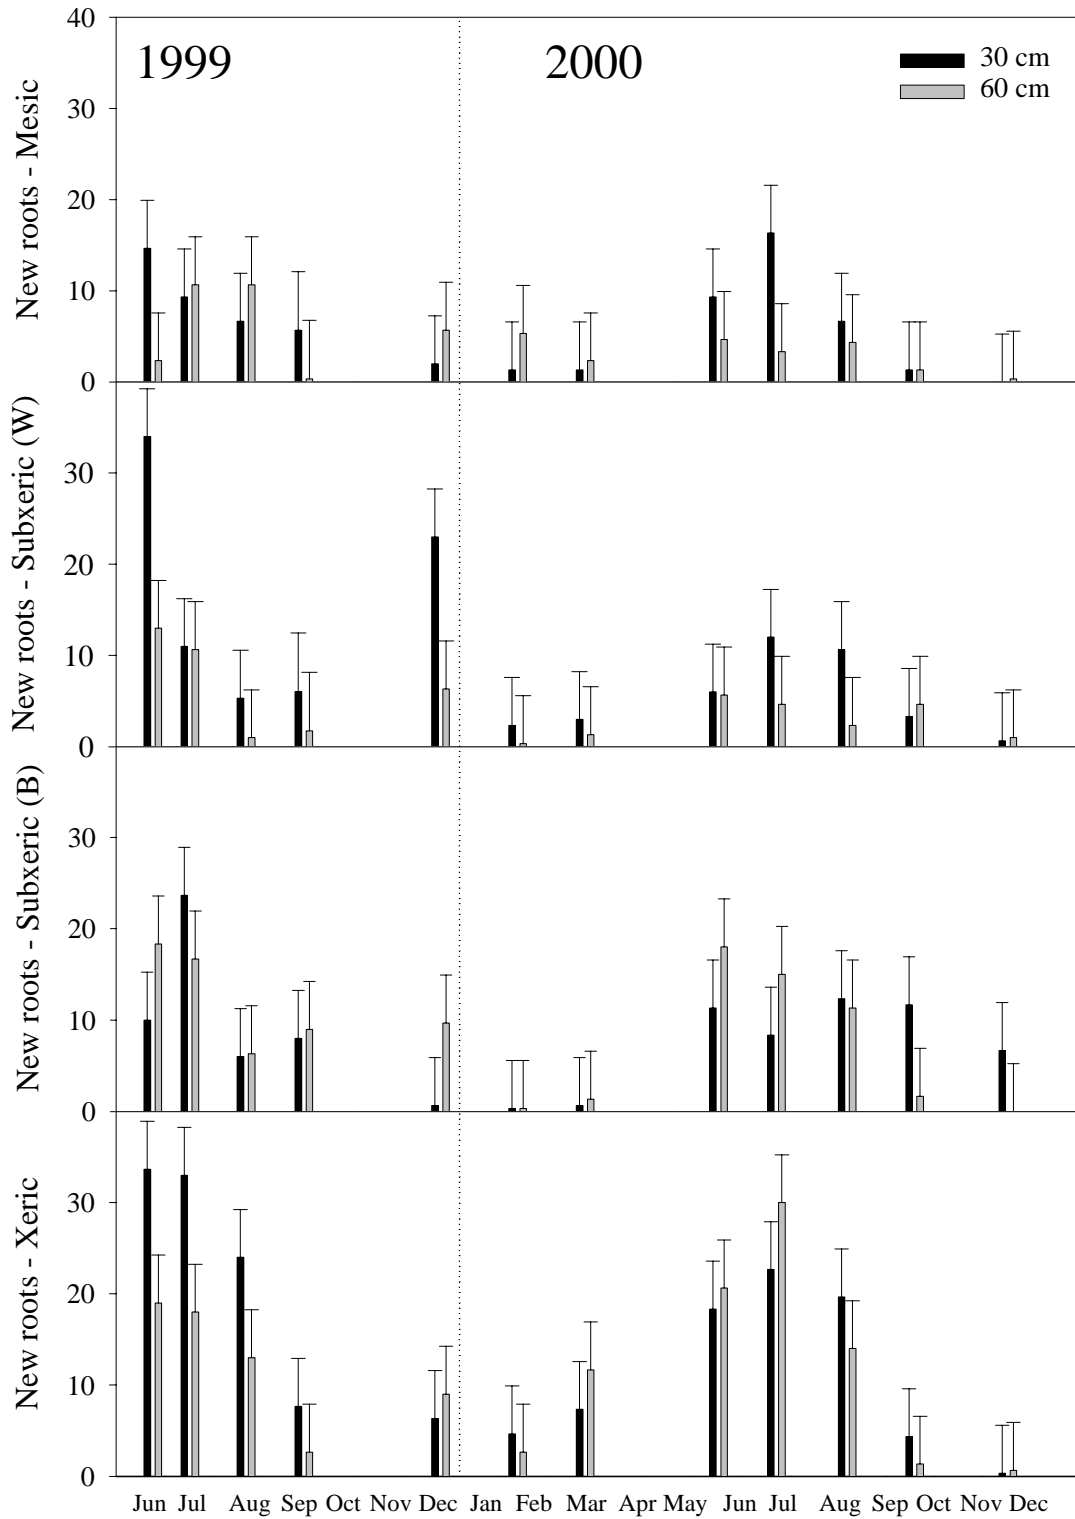 40
1999
2000
30 cm
60 cm
30
20
10
0
New roots - Mesic
30
20
10
0
New roots - Subxeric (W)
30
20
10
0
New roots - Subxeric (B)
30
20
10
0
New roots - Xeric
Jun Jul Aug Sep Oct Nov Dec Jan Feb Mar Apr May Jun Jul Aug Sep Oct Nov Dec